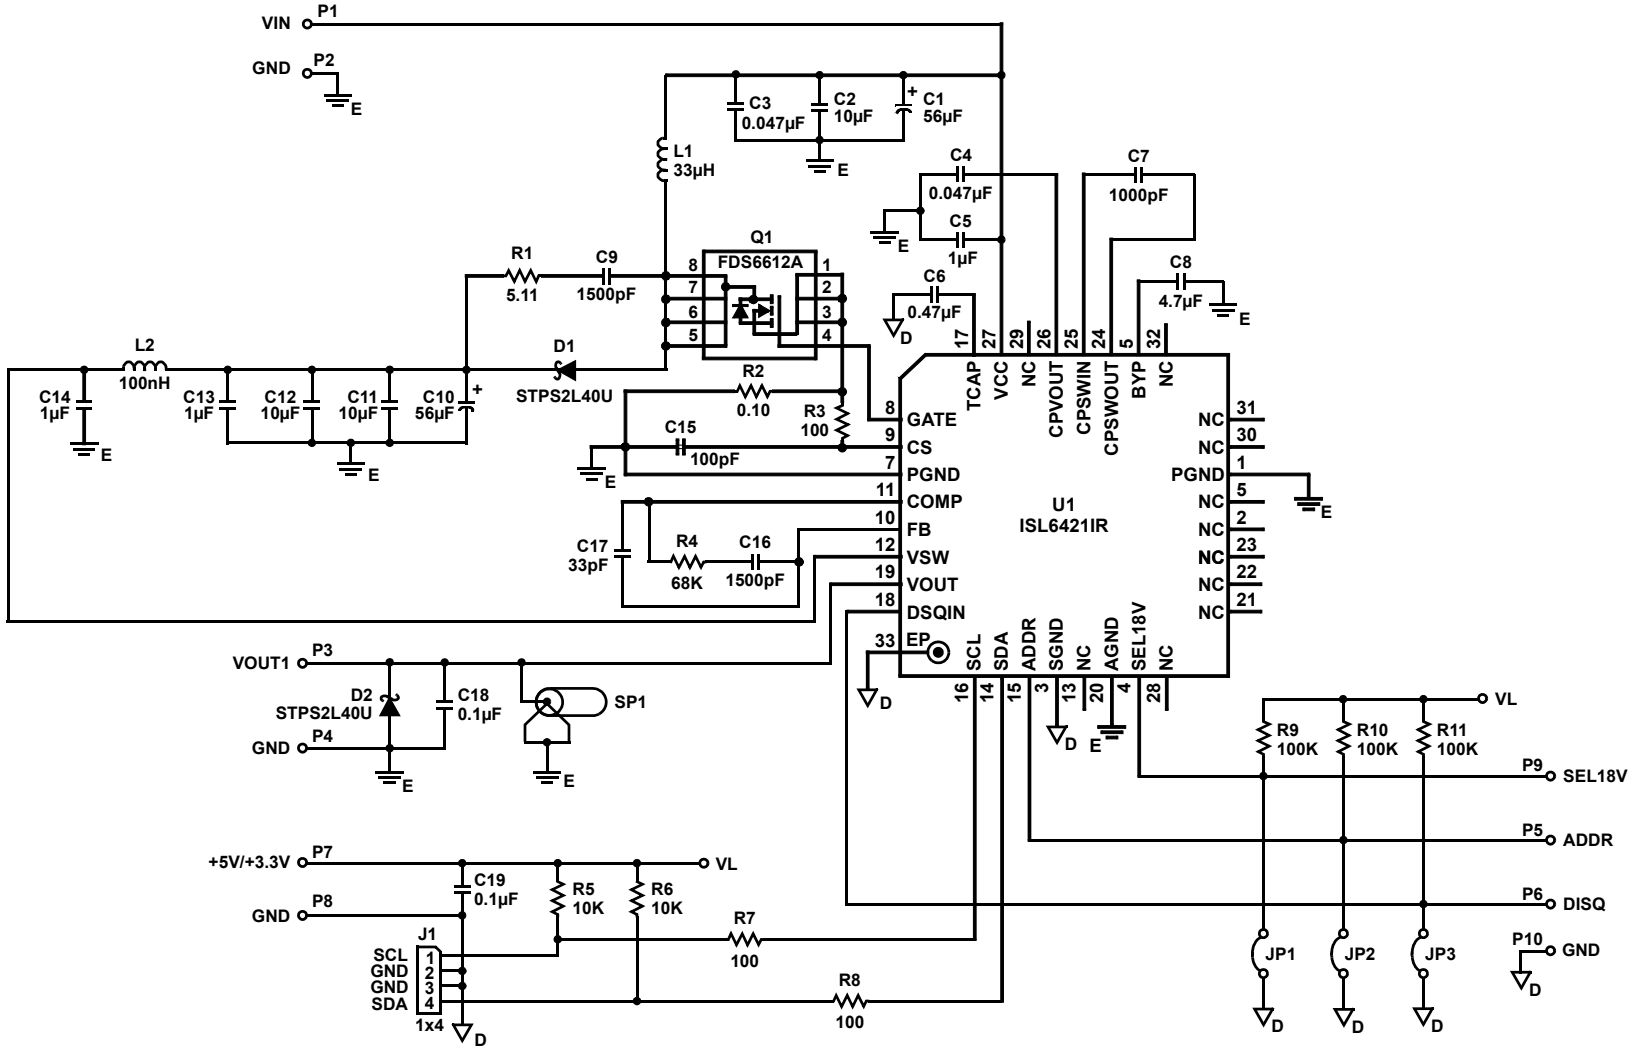 VIN P1
GND P2
E
C3
0.047µF
C2
10µF
+ C1
56µF
E
L1
33µH
C4
0.047µF
C5
1µF
E
C7
1000pF
C6
0.47µF
D
C8
4.7µF
E
R1
5.11
C9
1500pF
Q1
FDS6612A
8 1
7 2
6 3
5 4
L2
100nH
D1
STPS2L40U
C14
1µF
E
C13
1µF
C12
10µF
C11
10µF
C10
56µF
+
E
R2
0.10
R3
100
C15
100pF
E
C17
33pF
R4
68K
C16
1500pF
17 27 29 26 25 24 5 32
TCAP VCC NC CPVOUT CPSWIN CPSWOUT BYP NC
8 GATE
9 CS
7 PGND
11 COMP
10 FB
12 VSW
19 VOUT
18 DSQIN
33 EP
D
U1
ISL6421IR
NC 31
NC 30
PGND 1
E
NC 5
NC 2
NC 23
NC 22
NC 21
SCL SDA ADDR SGND NC AGND SEL18V NC
16 14 15 3 13 20 4 28
D E
VOUT1 P3
D2
STPS2L40U
C18
0.1µF
SP1
GND P4
E
E
VL
R9
100K
R10
100K
R11
100K
P9 SEL18V
P5 ADDR
P6 DISQ
P10 GND
D
JP1
JP2
JP3
D
D
D
+5V/+3.3V P7
VL
C19
0.1µF
R5
10K
R6
10K
GND P8
R7
100
R8
100
J1
SCL 1
GND 2
GND 3
SDA 4
1x4
D